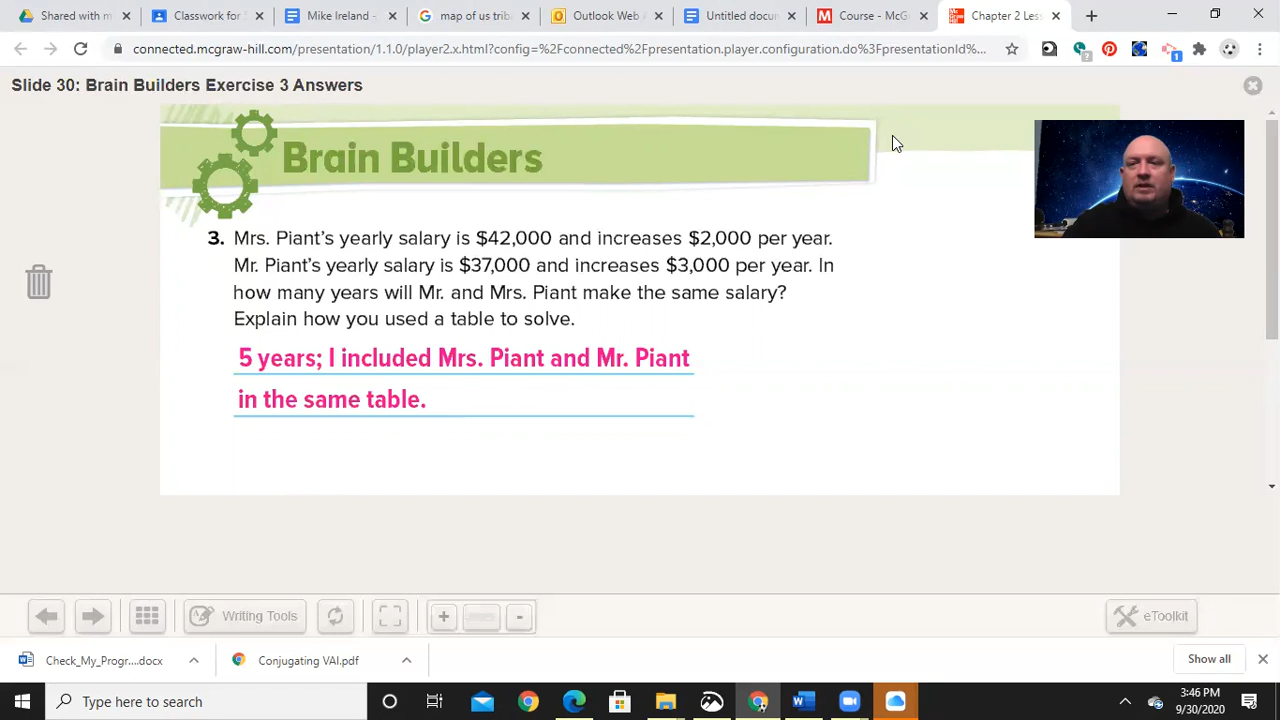 Shared with m
Classwork for
Mike Ireland -
map of us trib
Outlook Web A
Untitled docu
Course - McG
Chapter 2 Les
connected.mcgraw-hill.com/presentation/1.1.0/player2.x.html?config=%2Fconnected%2Fpresentation.player.configuration.do%3FpresentationId%...
Slide 30: Brain Builders Exercise 3 Answers
Brain Builders
3. Mrs. Piant's yearly salary is $42,000 and increases $2,000 per year.
Mr. Piant's yearly salary is $37,000 and increases $3,000 per year. In
how many years will Mr. and Mrs. Piant make the same salary?
Explain how you used a table to solve.
5 years; I included Mrs. Piant and Mr. Piant
in the same table.
Writing Tools
+
-
eToolkit
Check_My_Progr....docx
Conjugating VAI.pdf
Show all
Type here to search
3:46 PM
9/30/2020